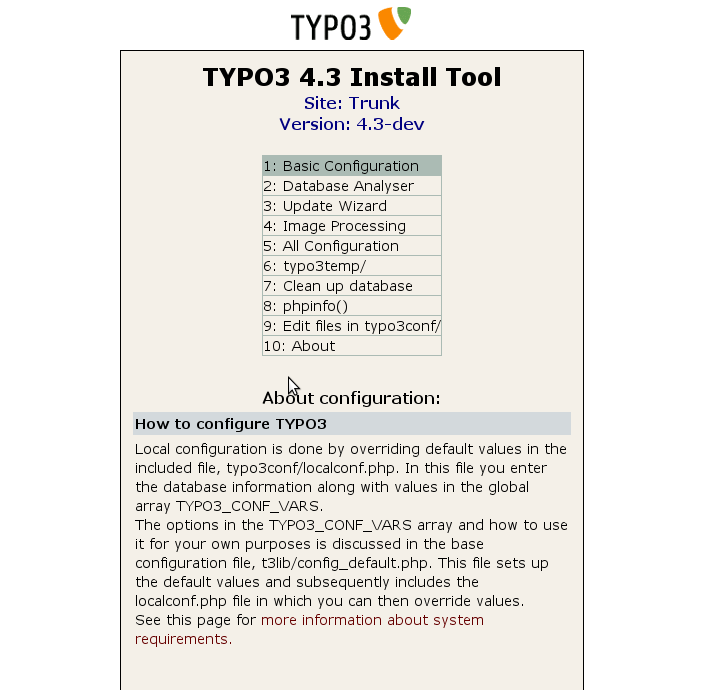 TYPO3
TYPO3 4.3 Install Tool
Site: Trunk
Version: 4.3-dev
1: Basic Configuration
2: Database Analyser
3: Update Wizard
4: Image Processing
5: All Configuration
6: typo3temp/
7: Clean up database
8: phpinfo()
9: Edit files in typo3conf/
10: About
About configuration:
How to configure TYPO3
Local configuration is done by overriding default values in the
included file, typo3conf/localconf.php. In this file you enter
the database information along with values in the global
array TYPO3_CONF_VARS.
The options in the TYPO3_CONF_VARS array and how to use
it for your own purposes is discussed in the base
configuration file, t3lib/config_default.php. This file sets up
the default values and subsequently includes the
localconf.php file in which you can then override values.
See this page for more information about system
requirements.